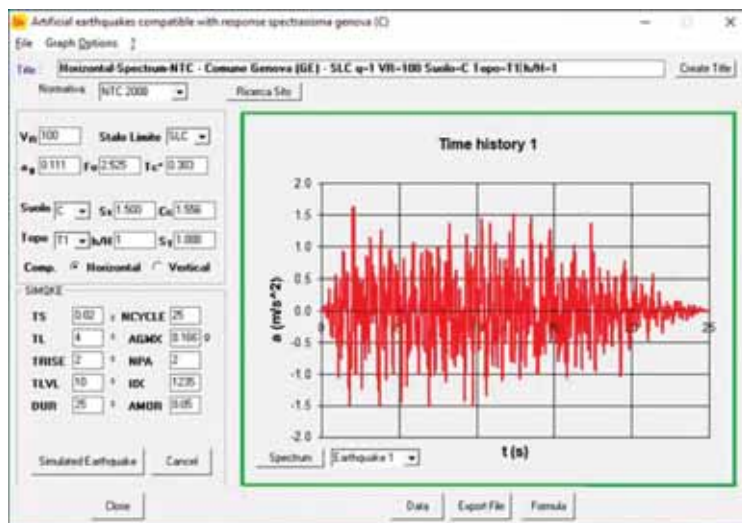 Artificial earthquakes compatible with response spectrassisma genova (C)
File Graph Options ?
Title Horizontal Spectrum NTC - Comune Genova (GE) - SLC q=1 VR=100 Suolo=C Topo=T1 h/H=1 Create Title
Normativa NTC 2008 Ricerca Sito
VR 100 Stato Limite SLC
ag 0.111 Fo 2.525 Tc* 0.303
Suolo C Ss 1.500 Cc 1.556
Topo T1 h/H 1 ST 1.000
Comp. Horizontal Vertical
SIMQKE
TS 0.02 s NCYCLE 25
TL 4 s AGMX 0.166 g
TRISE 2 s NPA 2
TLVL 10 s IIX 1235
DUR 25 s AMOR 0.05
Simulated Earthquake Cancel
Close
Time history 1
a (m/s^2)
2.0
1.5
1.0
0.5
0.0
-0.5
-1.0
-1.5
-2.0
25
t (s)
Spectrum Earthquake 1
Data Export File Formula